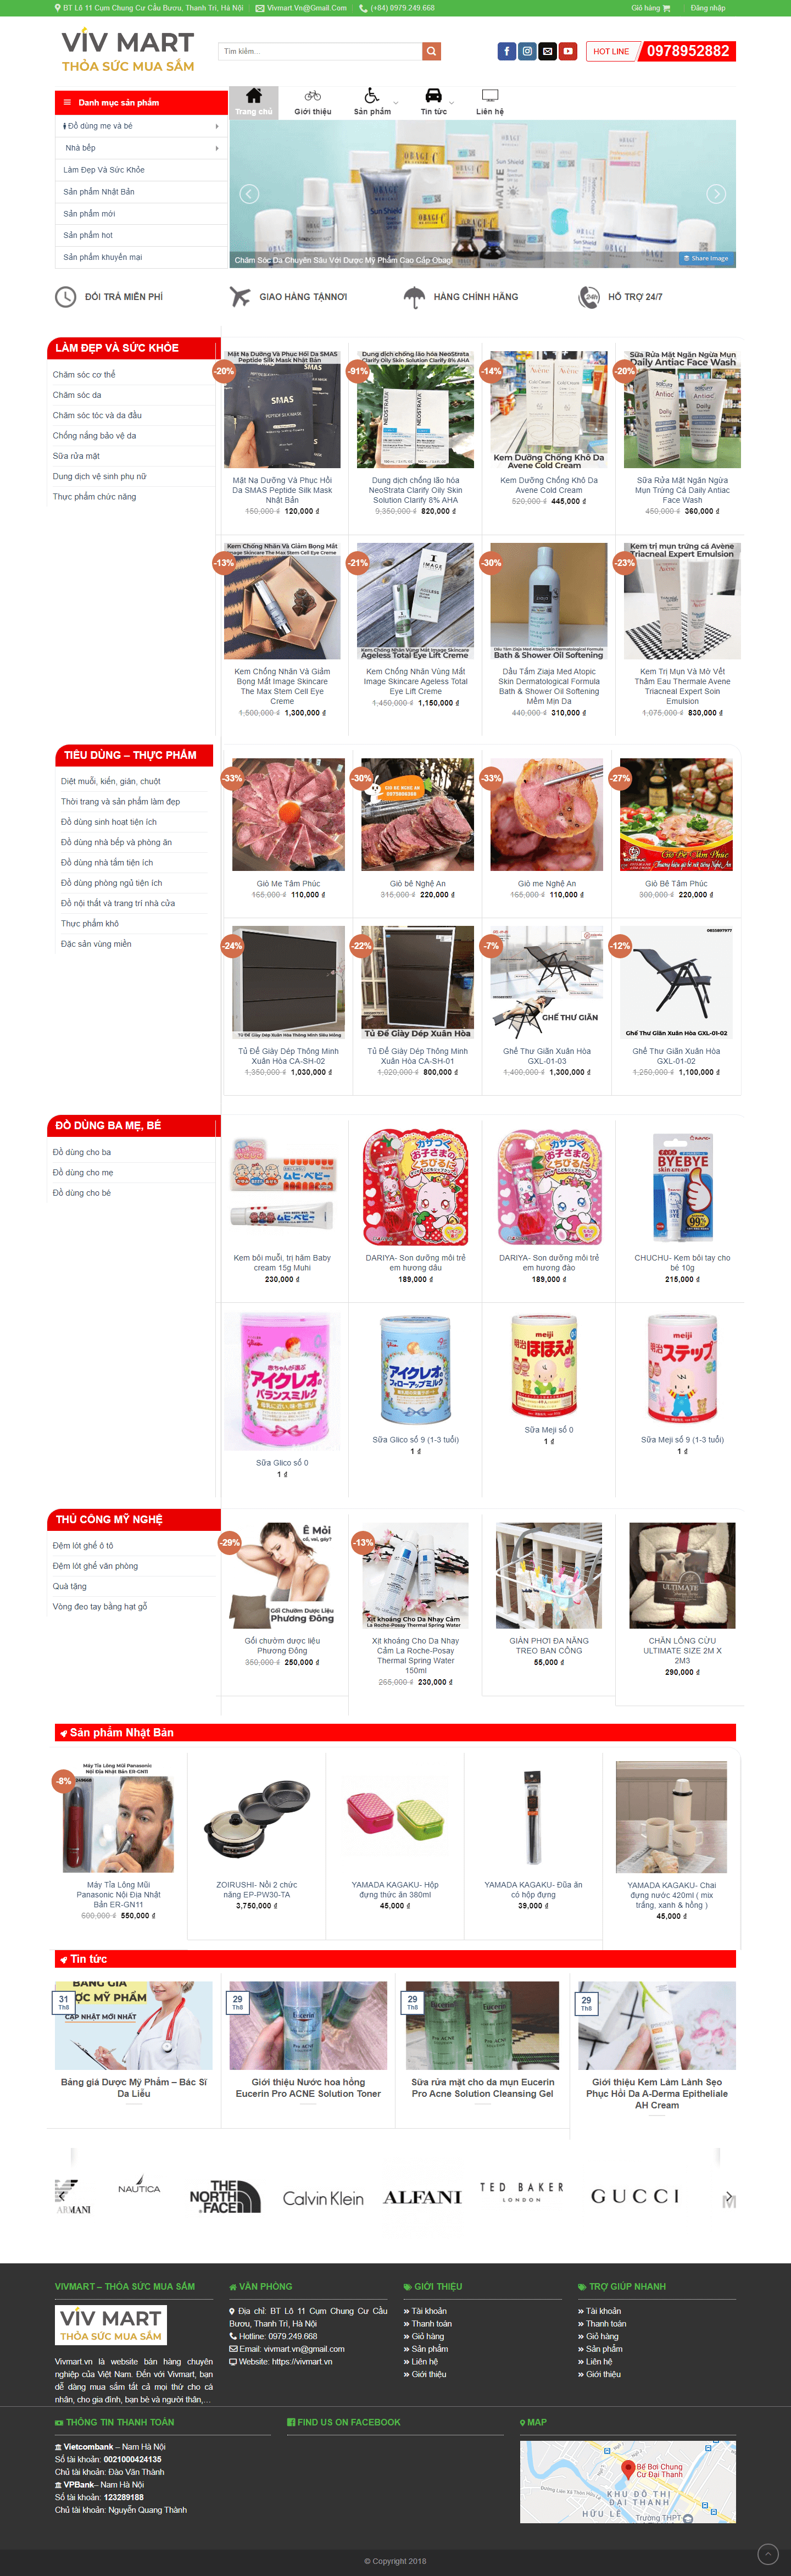 BT Lô 11 Cụm Chung Cư Cầu Bươu, Thanh Trì, Hà Nội
Vivmart.Vn@Gmail.Com
(+84) 0979.249.668
Giỏ hàng
Đăng nhập
VIV MART
THỎA SỨC MUA SẮM
Tìm kiếm...
HOT LINE
0978952882
Danh mục sản phẩm
Trang chủ
Giới thiệu
Sản phẩm
Tin tức
Liên hệ
Đồ dùng mẹ và bé
Nhà bếp
Làm Đẹp Và Sức Khỏe
Sản phẩm Nhật Bản
Sản phẩm mới
Sản phẩm hot
Sản phẩm khuyến mại
Chăm Sóc Da Chuyên Sâu Với Dược Mỹ Phẩm Cao Cấp Obagi
Share Image
ĐỔI TRẢ MIỄN PHÍ
GIAO HÀNG TẬN NƠI
HÀNG CHÍNH HÃNG
HỖ TRỢ 24/7
LÀM ĐẸP VÀ SỨC KHỎE
Chăm sóc cơ thể
Chăm sóc da
Chăm sóc tóc và da đầu
Chống nắng bảo vệ da
Sữa rửa mặt
Dung dịch vệ sinh phụ nữ
Thực phẩm chức năng
-20%
Mặt Nạ Dưỡng Và Phục Hồi Da SMAS Peptide Silk Mask Nhật Bản
150,000 ₫ 120,000 ₫
-91%
Dung dịch chống lão hóa NeoStrata Clarify Oily Skin Solution Clarify 8% AHA
9,350,000 ₫ 820,000 ₫
-14%
Kem Dưỡng Chống Khô Da Avene Cold Cream
520,000 ₫ 445,000 ₫
-20%
Sữa Rửa Mặt Ngăn Ngừa Mụn Trứng Cá Daily Antiac Face Wash
450,000 ₫ 360,000 ₫
-13%
Kem Chống Nhăn Và Giảm Bọng Mắt Image Skincare The Max Stem Cell Eye Creme
1,500,000 ₫ 1,300,000 ₫
-21%
Kem Chống Nhăn Vùng Mắt Image Skincare Ageless Total Eye Lift Creme
1,450,000 ₫ 1,150,000 ₫
-30%
Dầu Tắm Ziaja Med Atopic Skin Dermatological Formula Bath & Shower Oil Softening Mềm Mịn Da
440,000 ₫ 310,000 ₫
-23%
Kem Trị Mụn Và Mờ Vết Thâm Eau Thermale Avene Triacneal Expert Soin Emulsion
1,075,000 ₫ 830,000 ₫
TIÊU DÙNG – THỰC PHẨM
Diệt muỗi, kiến, gián, chuột
Thời trang và sản phẩm làm đẹp
Đồ dùng sinh hoạt tiện ích
Đồ dùng nhà bếp và phòng ăn
Đồ dùng nhà tắm tiện ích
Đồ dùng phòng ngủ tiện ích
Đồ nội thất và trang trí nhà cửa
Thực phẩm khô
Đặc sản vùng miền
-33%
Giò Me Tâm Phúc
165,000 ₫ 110,000 ₫
-30%
Giò bê Nghệ An
315,000 ₫ 220,000 ₫
-33%
Giò me Nghệ An
165,000 ₫ 110,000 ₫
-27%
Giò Bê Tâm Phúc
300,000 ₫ 220,000 ₫
-24%
Tủ Để Giày Dép Thông Minh Xuân Hòa CA-SH-02
1,350,000 ₫ 1,030,000 ₫
-22%
Tủ Để Giày Dép Thông Minh Xuân Hòa CA-SH-01
1,020,000 ₫ 800,000 ₫
-7%
GHẾ THƯ GIÃN
Ghế Thư Giãn Xuân Hòa GXL-01-03
1,400,000 ₫ 1,300,000 ₫
-12%
Ghế Thư Giãn Xuân Hòa GXL-01-02
1,250,000 ₫ 1,100,000 ₫
ĐỒ DÙNG BA MẸ, BÉ
Đồ dùng cho ba
Đồ dùng cho mẹ
Đồ dùng cho bé
Kem bôi muỗi, trị hăm Baby cream 15g Muhi
230,000 ₫
DARIYA- Son dưỡng môi trẻ em hương dâu
189,000 ₫
DARIYA- Son dưỡng môi trẻ em hương đào
189,000 ₫
CHUCHU- Kem bôi tay cho bé 10g
215,000 ₫
Sữa Glico số 0
1 ₫
Sữa Glico số 9 (1-3 tuổi)
1 ₫
Sữa Meji số 0
1 ₫
Sữa Meji số 9 (1-3 tuổi)
1 ₫
THỦ CÔNG MỸ NGHỆ
Đệm lót ghế ô tô
Đệm lót ghế văn phòng
Quà tặng
Vòng đeo tay bằng hạt gỗ
-29%
Gối chườm dược liệu Phương Đông
350,000 ₫ 250,000 ₫
-13%
Xịt khoáng Cho Da Nhạy Cảm La Roche-Posay Thermal Spring Water 150ml
265,000 ₫ 230,000 ₫
GIÀN PHƠI ĐA NĂNG TREO BAN CÔNG
55,000 ₫
CHĂN LÔNG CỪU ULTIMATE SIZE 2M X 2M3
290,000 ₫
Sản phẩm Nhật Bản
-8%
Máy Tỉa Lông Mũi Panasonic Nội Địa Nhật Bản ER-GN11
600,000 ₫ 550,000 ₫
ZOIRUSHI- Nồi 2 chức năng EP-PW30-TA
3,750,000 ₫
YAMADA KAGAKU- Hộp đựng thức ăn 380ml
45,000 ₫
YAMADA KAGAKU- Đũa ăn có hộp đựng
39,000 ₫
YAMADA KAGAKU- Chai đựng nước 420ml ( mix trắng, xanh & hồng )
45,000 ₫
Tin tức
31 Th8
Bảng giá Dược Mỹ Phẩm – Bác Sĩ Da Liễu
29 Th8
Giới thiệu Nước hoa hồng Eucerin Pro ACNE Solution Toner
29 Th8
Sữa rửa mặt cho da mụn Eucerin Pro Acne Solution Cleansing Gel
29 Th8
Giới thiệu Kem Làm Lành Sẹo Phục Hồi Da A-Derma Epitheliale AH Cream
ARMANI
NAUTICA
THE NORTH FACE
Calvin Klein
ALFANI
TED BAKER
LONDON
GUCCI
VIVMART – THỎA SỨC MUA SẮM
VIV MART
THỎA SỨC MUA SẮM
Vivmart.vn là website bán hàng chuyên nghiệp của Việt Nam. Đến với Vivmart, bạn dễ dàng mua sắm tất cả mọi thứ cho cá nhân, cho gia đình, bạn bè và người thân,…
VĂN PHÒNG
Địa chỉ: BT Lô 11 Cụm Chung Cư Cầu Bươu, Thanh Trì, Hà Nội
Hotline: 0979.249.668
Email: vivmart.vn@gmail.com
Website: https://vivmart.vn
GIỚI THIỆU
Tài khoản
Thanh toán
Giỏ hàng
Sản phẩm
Liên hệ
Giới thiệu
TRỢ GIÚP NHANH
Tài khoản
Thanh toán
Giỏ hàng
Sản phẩm
Liên hệ
Giới thiệu
THÔNG TIN THANH TOÁN
Vietcombank – Nam Hà Nội
Số tài khoản: 0021000424135
Chủ tài khoản: Đào Văn Thành
VPBank– Nam Hà Nội
Số tài khoản: 123289188
Chủ tài khoản: Nguyễn Quang Thành
FIND US ON FACEBOOK
MAP
Bể Bơi Chung Cư Đại Thanh
KHU ĐÔ THỊ ĐẠI THANH
HỮU LÊ
Trường THPT
© Copyright 2018